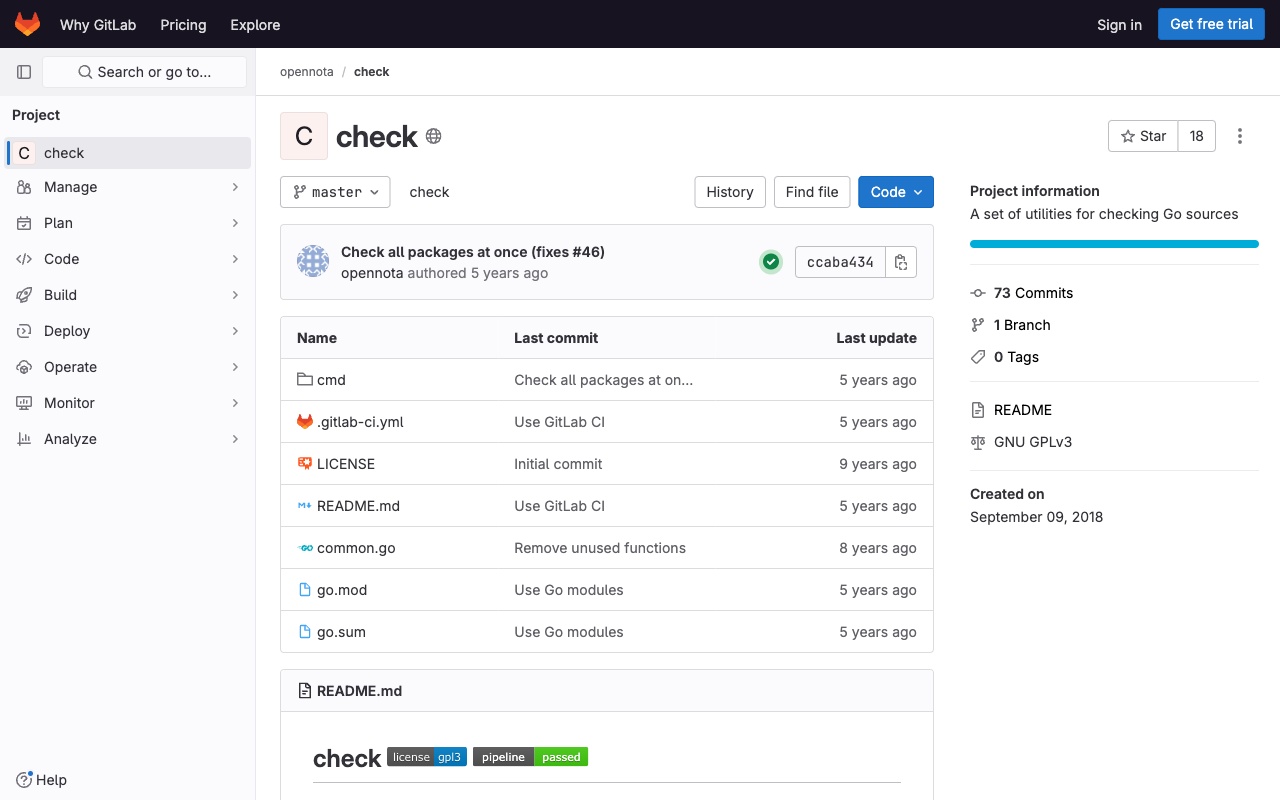 Why GitLab Pricing Explore Sign in Get free trial
Search or go to...
opennota / check
Project
C check
Manage
Plan
Code
Build
Deploy
Operate
Monitor
Analyze
Help
C check
Star 18
master check History Find file Code
Check all packages at once (fixes #46)
opennota authored 5 years ago
ccaba434
Name Last commit Last update
cmd Check all packages at on... 5 years ago
.gitlab-ci.yml Use GitLab CI 5 years ago
LICENSE Initial commit 9 years ago
README.md Use GitLab CI 5 years ago
common.go Remove unused functions 8 years ago
go.mod Use Go modules 5 years ago
go.sum Use Go modules 5 years ago
README.md
check license gpl3 pipeline passed
Project information
A set of utilities for checking Go sources
73 Commits
1 Branch
0 Tags
README
GNU GPLv3
Created on
September 09, 2018